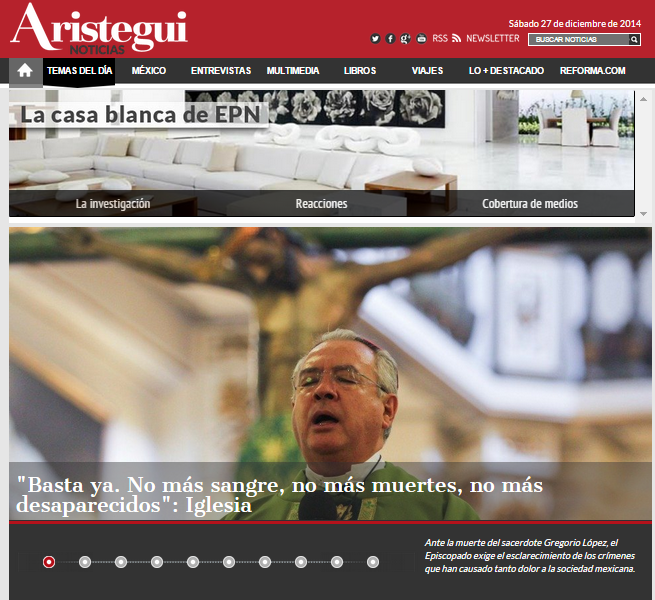 Aristegui
NOTICIAS
Sábado 27 de diciembre de 2014
RSS NEWSLETTER
BUSCAR NOTICIAS
TEMAS DEL DÍA MÉXICO ENTREVISTAS MULTIMEDIA LIBROS VIAJES LO + DESTACADO REFORMA.COM
La casa blanca de EPN
La investigación Reacciones Cobertura de medios
"Basta ya. No más sangre, no más muertes, no más
desaparecidos": Iglesia
Ante la muerte del sacerdote Gregorio López, el
Episcopado exige el esclarecimiento de los crímenes
que han causado tanto dolor a la sociedad mexicana.